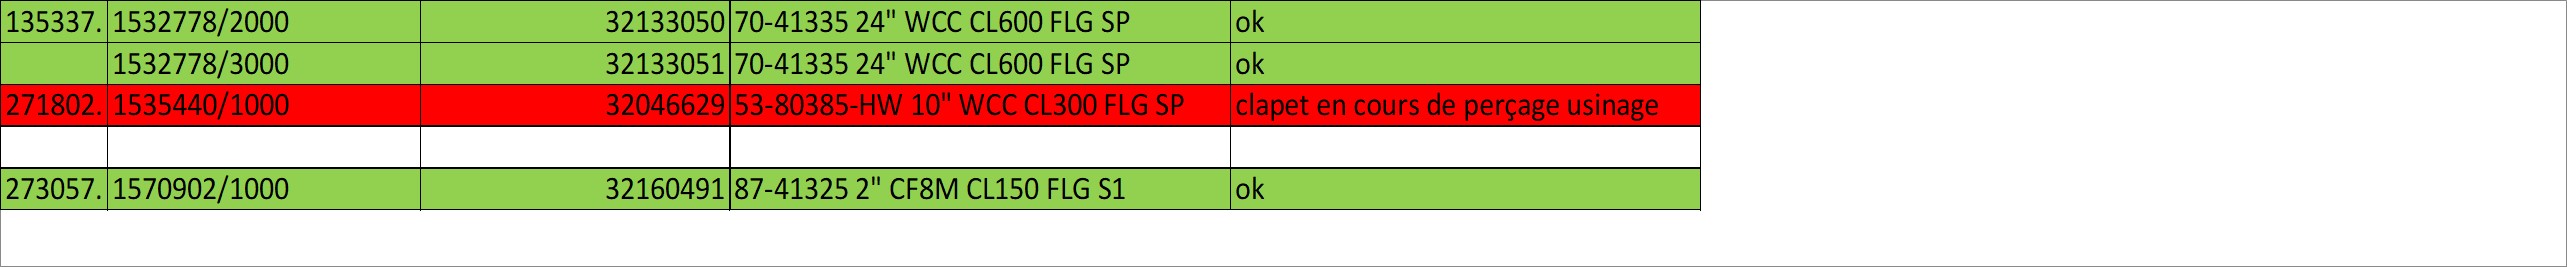 135337. 1532778/2000 32133050 70-41335 24" WCC CL600 FLG SP ok
1532778/3000 32133051 70-41335 24" WCC CL600 FLG SP ok
271802. 1535440/1000 32046629 53-80385-HW 10" WCC CL300 FLG SP clapet en cours de perçage usinage
273057. 1570902/1000 32160491 87-41325 2" CF8M CL150 FLG S1 ok